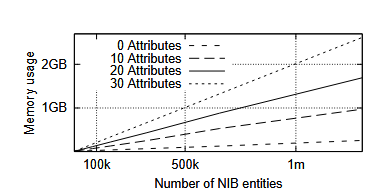 0 Attributes
10 Attributes
20 Attributes
30 Attributes
2GB
1GB
Memory usage
100k 500k 1m
Number of NIB entities